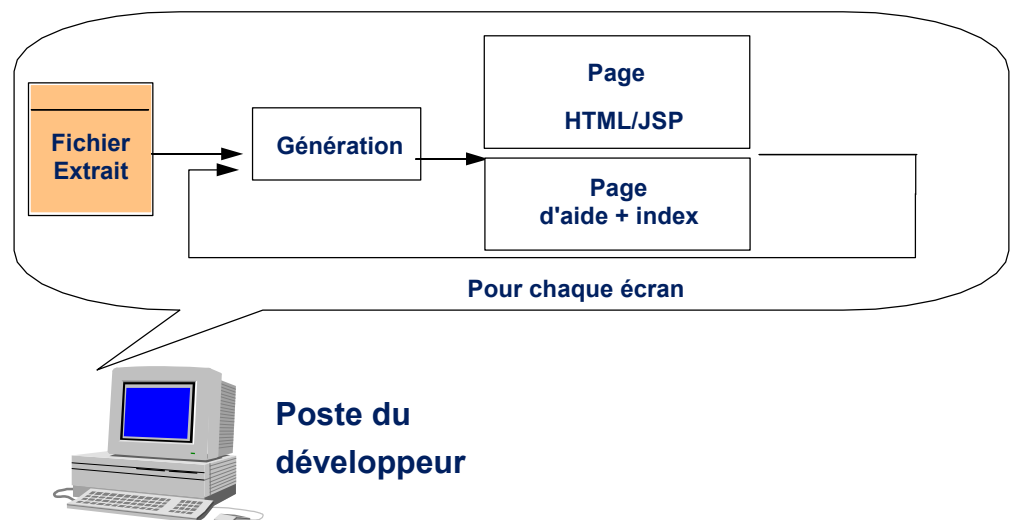 Page
HTML/JSP
Fichier
Extrait
Génération
Page
d'aide + index
Pour chaque écran
Poste du
développeur